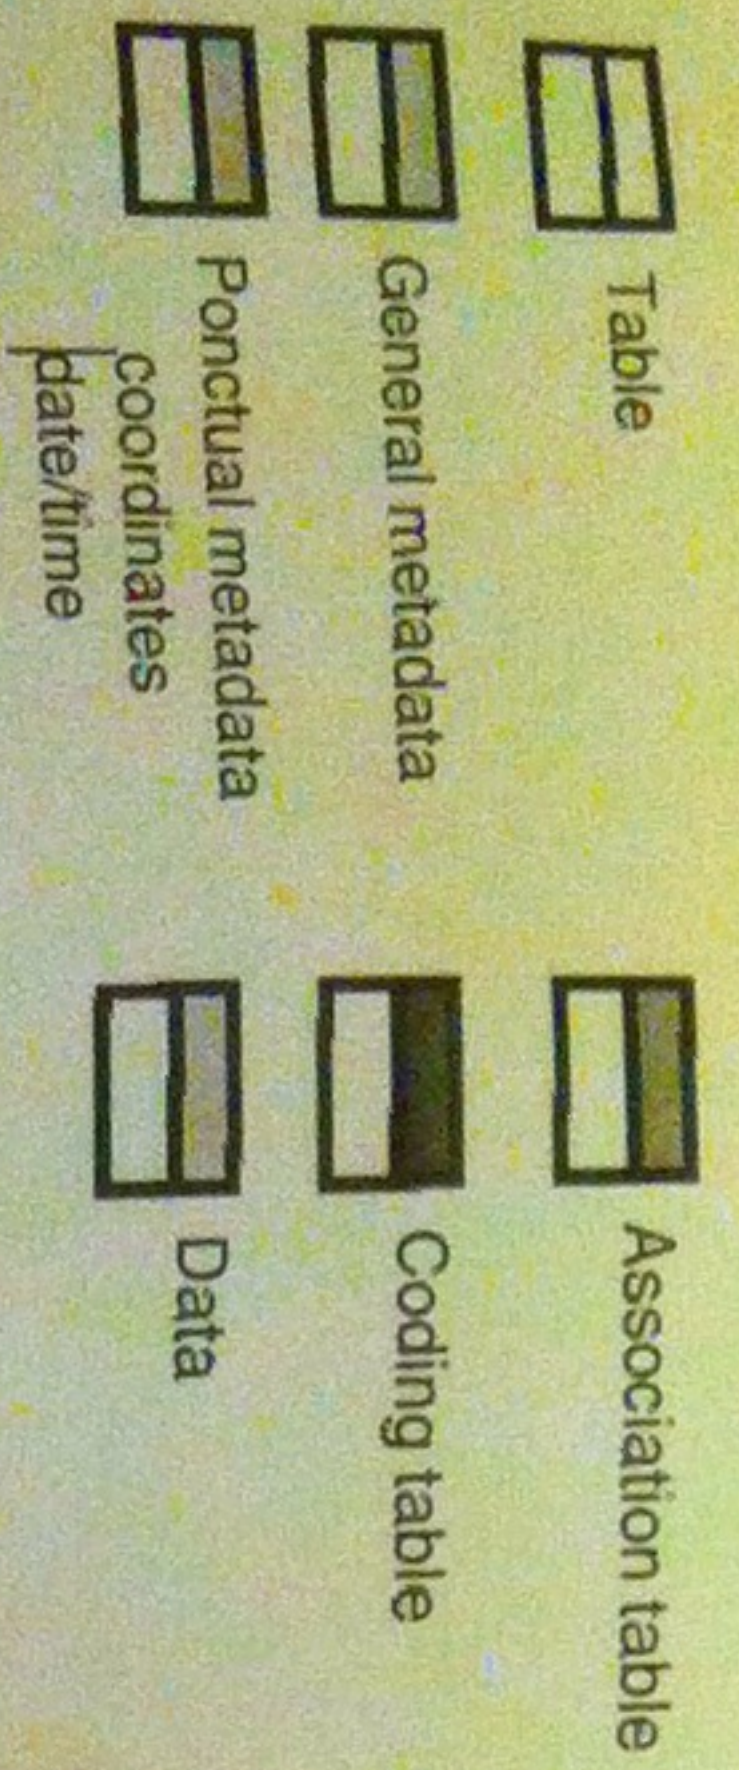 Table
General metadata
Ponctual metadata
coordinates
date/time
Association table
Coding table
Data